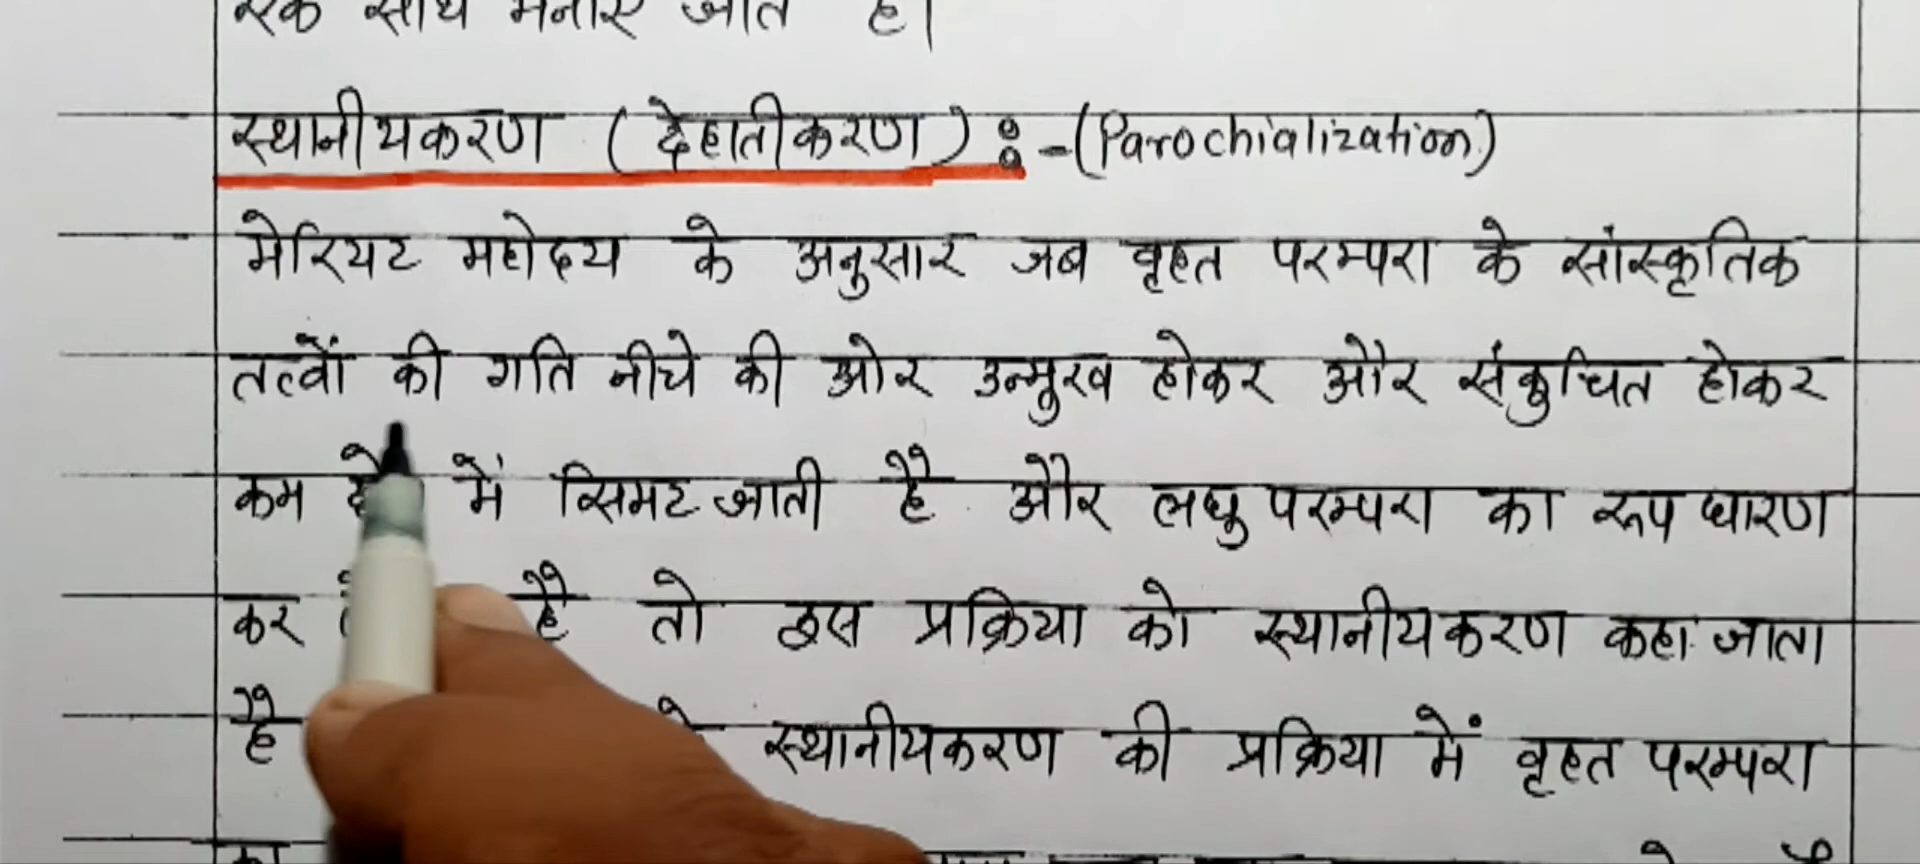 एक साथ मनाए जाते है।
स्थानीयकरण (देहातीकरण) :-(Parochialization)
मेरियट महोदय के अनुसार जब वृहत परम्परा के सांस्कृतिक
तत्वों की गति नीचे की ओर उन्मुख होकर और संकुचित होकर
कम में सिमट जाती है और लघु परम्परा का रूप धारण
कर है तो इस प्रक्रिया को स्थानीयकरण कहा जाता
है स्थानीयकरण की प्रक्रिया में वृहत परम्परा
का